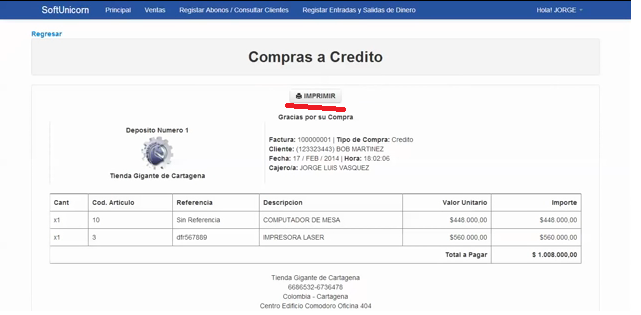 SoftUnicorn Principal Ventas Registar Abonos / Consultar Clientes Registrar Entradas y Salidas de Dinero Hola! JORGE
Regresar
Compras a Credito
IMPRIMIR
Gracias por su Compra
Deposito Numero 1
Tienda Gigante de Cartagena
Factura: 100000001 | Tipo de Compra: Credito
Cliente: (123323443) BOB MARTINEZ
Fecha: 17 / FEB / 2014 | Hora: 18:02:06
Cajero/a: JORGE LUIS VASQUEZ
Cant Cod. Articulo Referencia Descripcion Valor Unitario Importe
x1 10 Sin Referencia COMPUTADOR DE MESA $448.000,00 $448.000,00
x1 3 dfr567889 IMPRESORA LASER $560.000,00 $560.000,00
Total a Pagar $ 1.008.000,00
Tienda Gigante de Cartagena
6686532-6736478
Colombia - Cartagena
Centro Edificio Comodoro Oficina 404